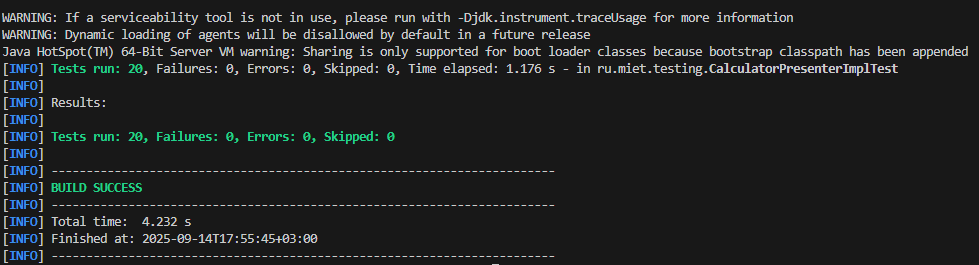 WARNING: If a serviceability tool is not in use, please run with -Djdk.instrument.traceUsage for more information
WARNING: Dynamic loading of agents will be disallowed by default in a future release
Java HotSpot(TM) 64-Bit Server VM warning: Sharing is only supported for boot loader classes because bootstrap classpath has been appended
[INFO] Tests run: 20, Failures: 0, Errors: 0, Skipped: 0, Time elapsed: 1.176 s - in ru.miet.testing.CalculatorPresenterImplTest
[INFO]
[INFO] Results:
[INFO]
[INFO] Tests run: 20, Failures: 0, Errors: 0, Skipped: 0
[INFO]
[INFO] ------------------------------------------------------------------------
[INFO] BUILD SUCCESS
[INFO] ------------------------------------------------------------------------
[INFO] Total time:  4.232 s
[INFO] Finished at: 2025-09-14T17:55:45+03:00
[INFO] ------------------------------------------------------------------------